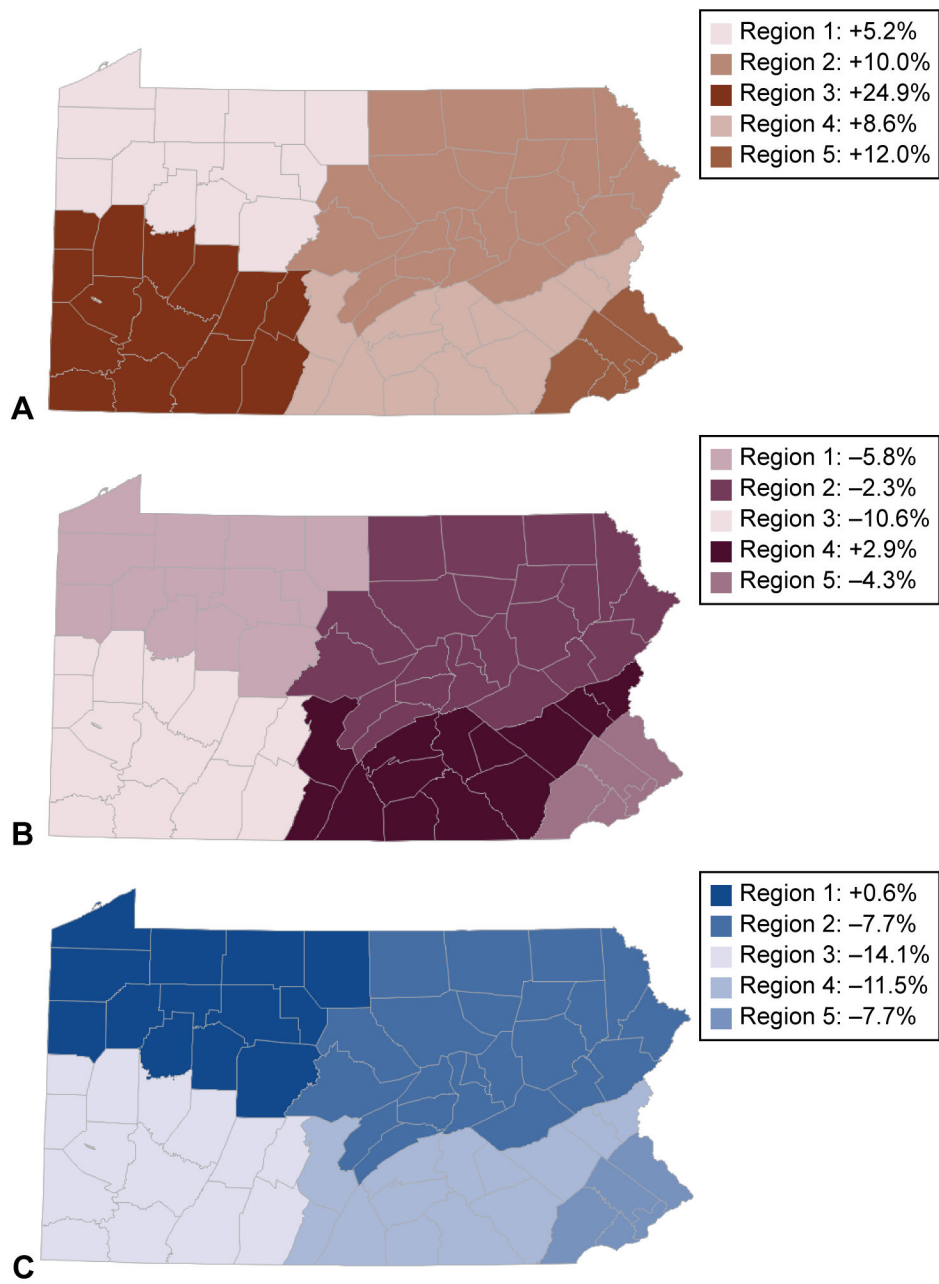 Region 1: +5.2%
Region 2: +10.0%
Region 3: +24.9%
Region 4: +8.6%
Region 5: +12.0%
A
Region 1: –5.8%
Region 2: –2.3%
Region 3: –10.6%
Region 4: +2.9%
Region 5: –4.3%
B
Region 1: +0.6%
Region 2: –7.7%
Region 3: –14.1%
Region 4: –11.5%
Region 5: –7.7%
C